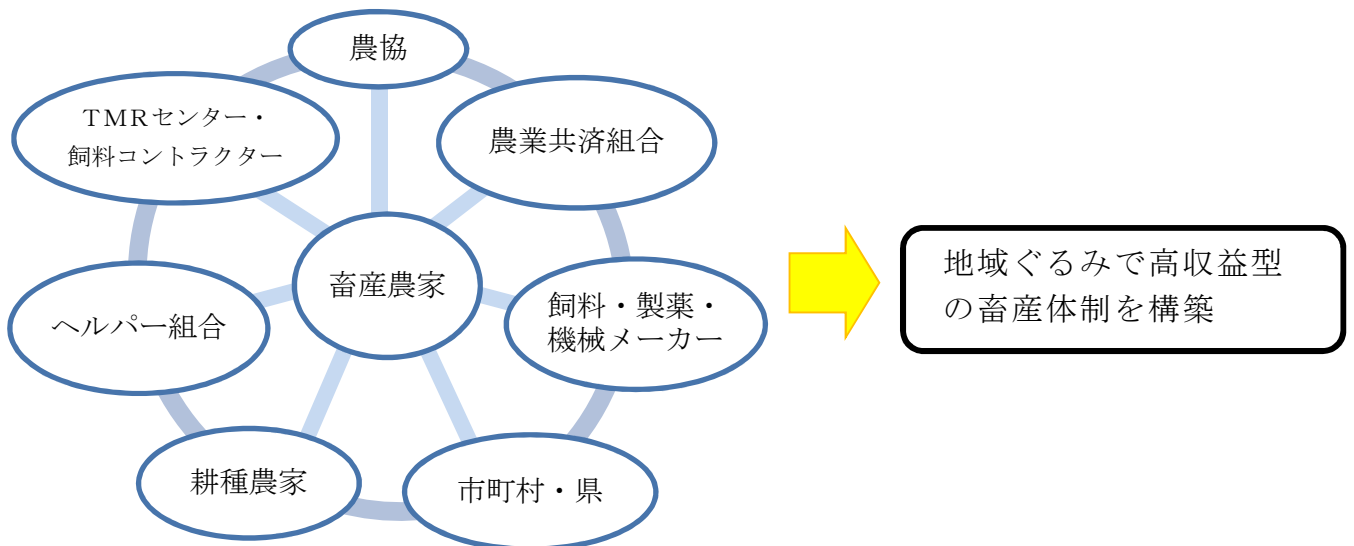 農協
TMRセンター・
飼料コントラクター
農業共済組合
畜産農家
ヘルパー組合
飼料・製薬・
機械メーカー
耕種農家
市町村・県
地域ぐるみで高収益型
の畜産体制を構築